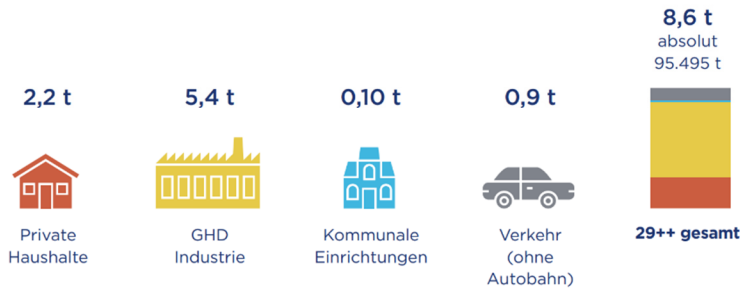 2,2 t
Private
Haushalte
5,4 t
GHD
Industrie
0,10 t
Kommunale
Einrichtungen
0,9 t
Verkehr
(ohne
Autobahn)
8,6 t
absolut
95.495 t
29++ gesamt